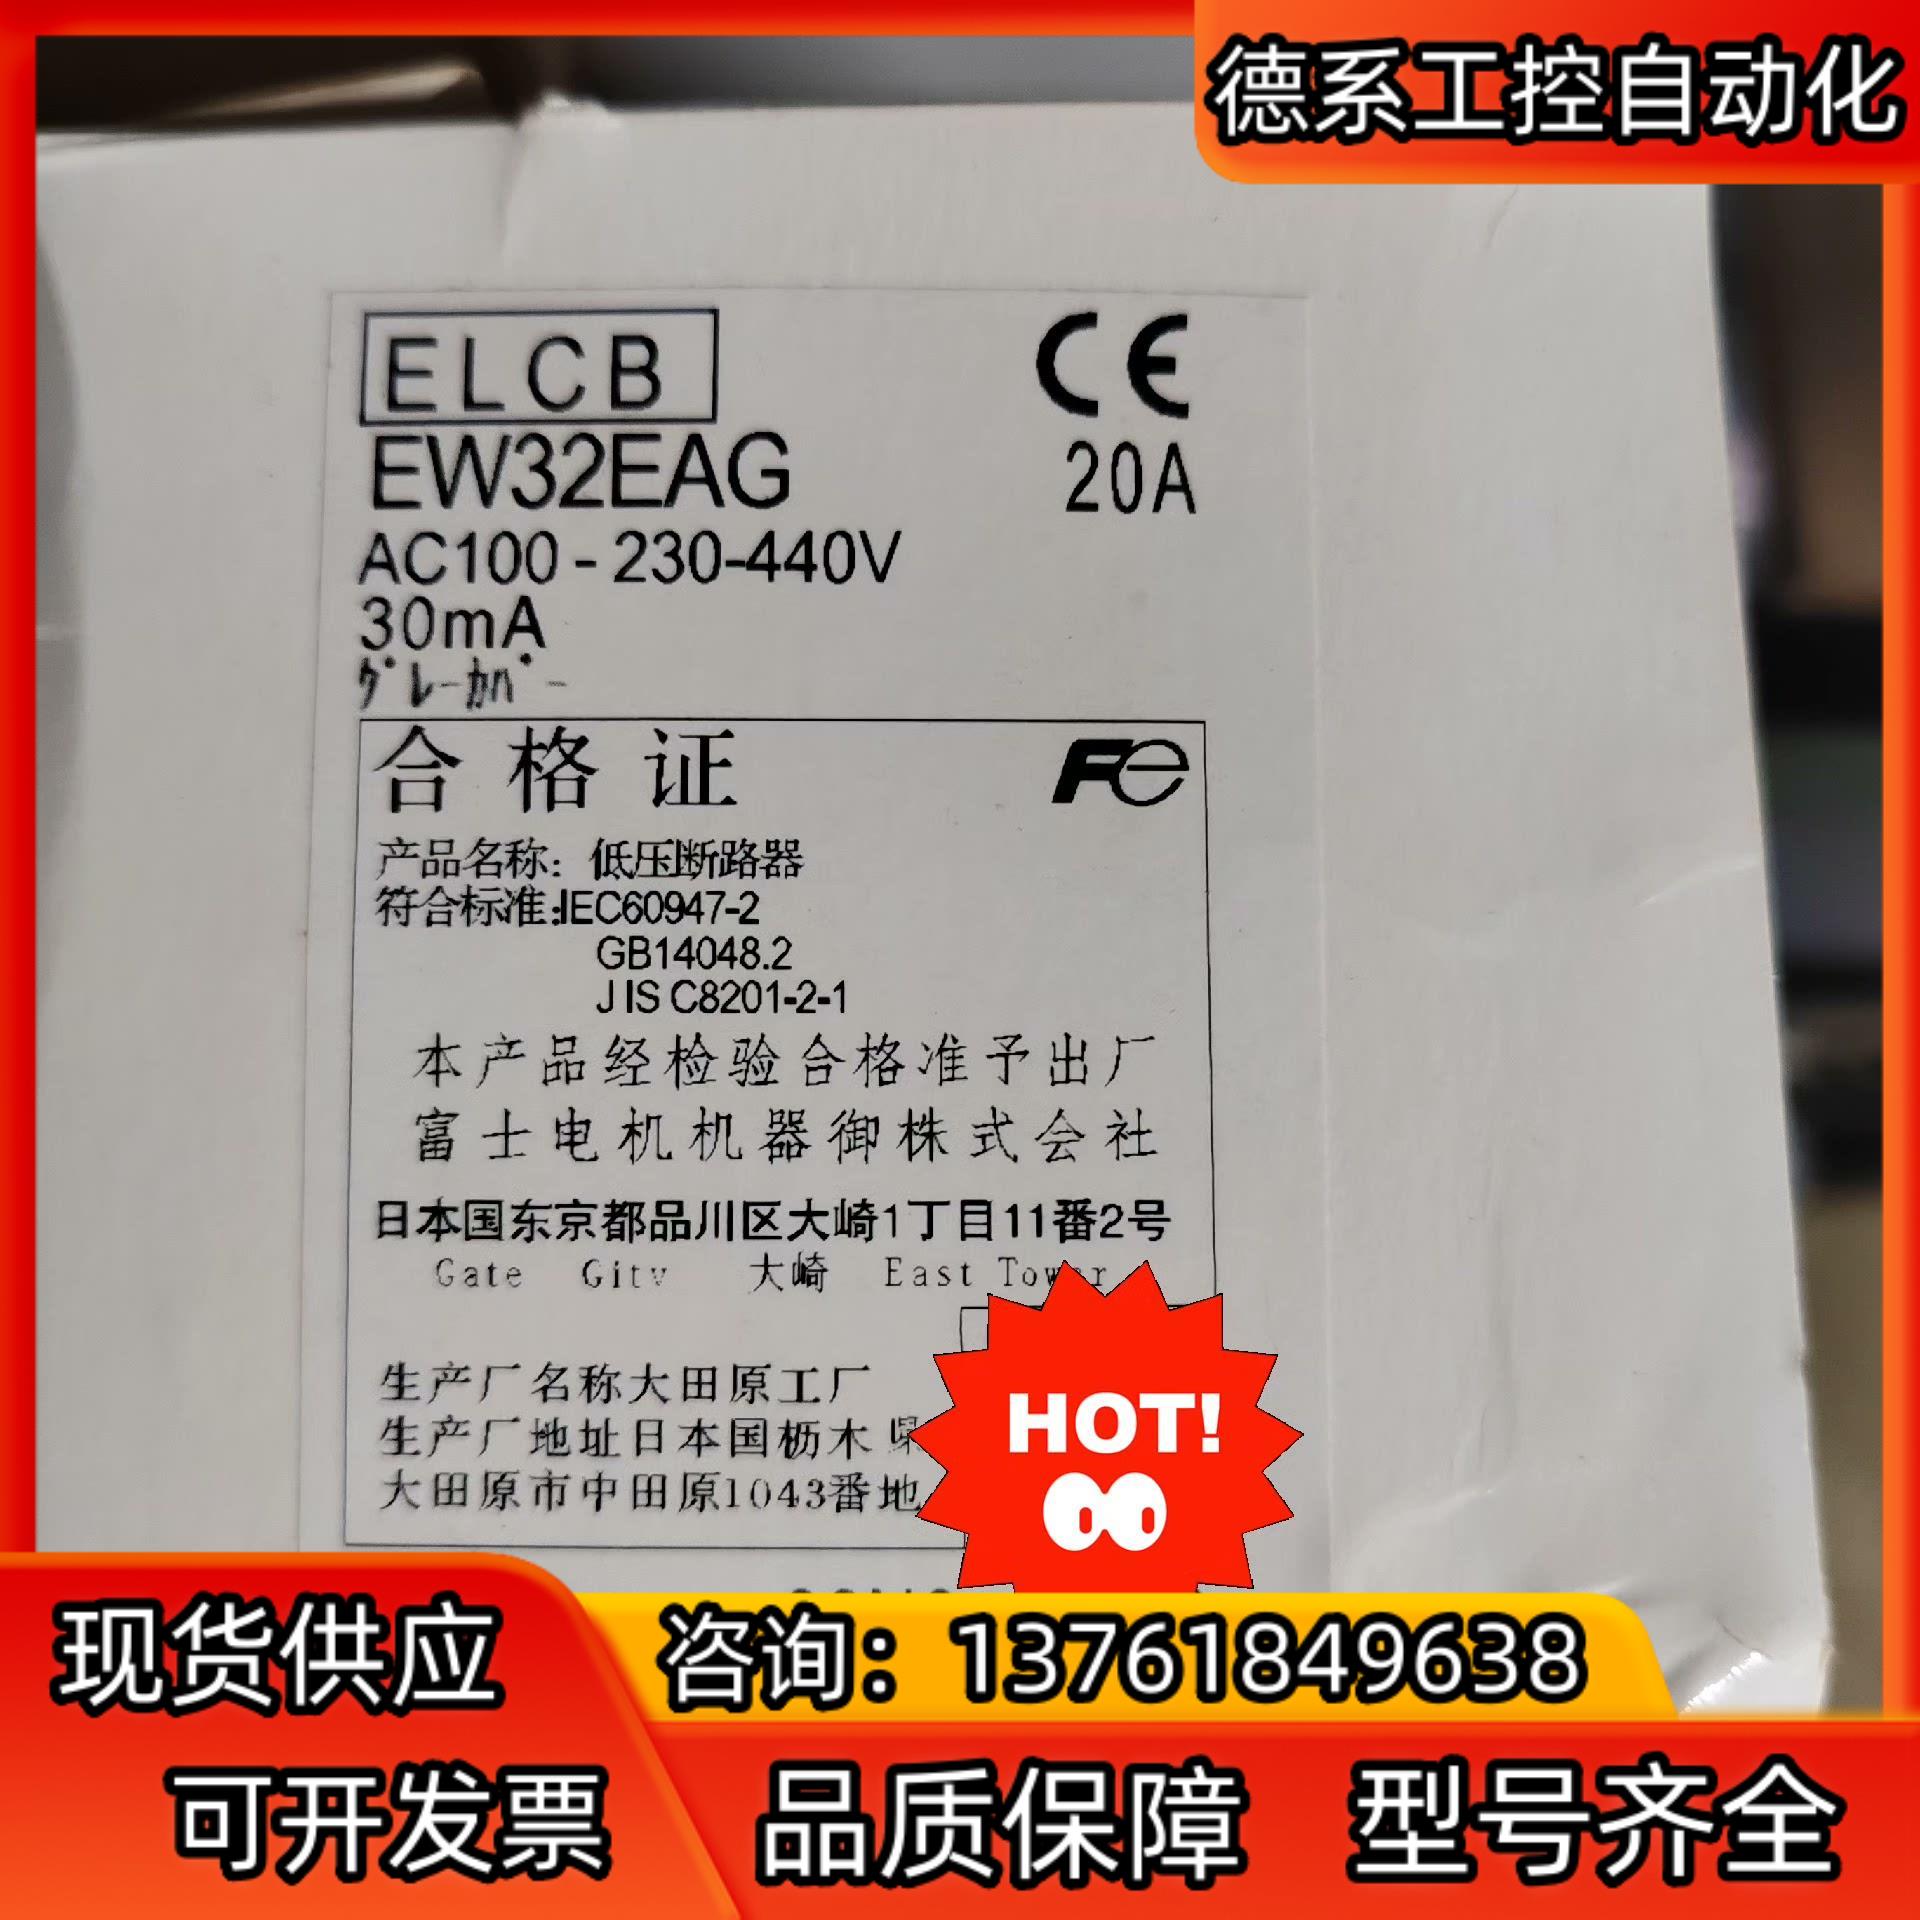 德系工控自动化
ELCB
CE
EW32EAG 20A
AC100-230-440V
30mA
ｸﾞﾚｰｶﾊﾞｰ
合格证 Fe
产品名称：低压断路器
符合标准:IEC60947-2
GB14048.2
JIS C8201-2-1
本产品经检验合格准予出厂
富士电机机器御株式会社
日本国东京都品川区大崎1丁目11番2号
Gate Gity 大崎 East Tower
生产厂名称大田原工厂
生产厂地址日本国枥木
大田原市中田原1043番地
HOT!
现货供应
咨询：13761849638
可开发票
品质保障 型号齐全